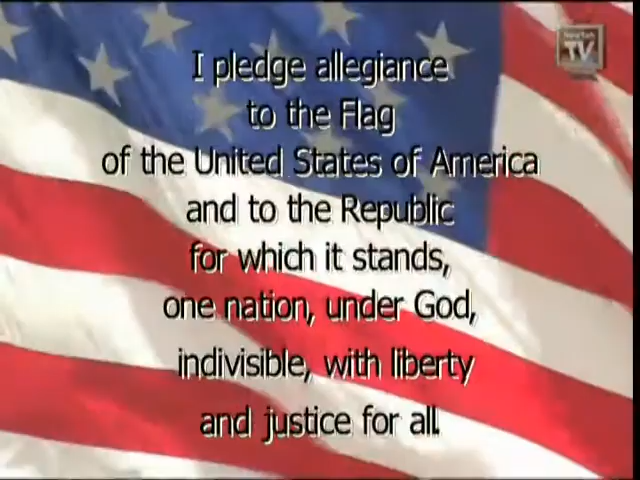 I pledge allegiance
to the Flag
of the United States of America
and to the Republic
for which it stands,
one nation, under God,
indivisible, with liberty
and justice for all.
TV